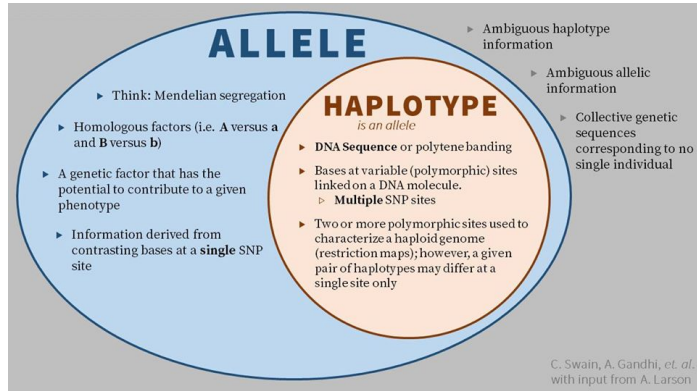 ALLELE
▸ Think: Mendelian segregation
▸ Homologous factors (i.e. A versus a
and B versus b)
▸ A genetic factor that has the
potential to contribute to a given
phenotype
▸ Information derived from
contrasting bases at a single SNP
site
HAPLOTYPE
is an allele
▸ DNA Sequence or polytene banding
▸ Bases at variable (polymorphic) sites
linked on a DNA molecule.
▹ Multiple SNP sites
▸ Two or more polymorphic sites used to
characterize a haploid genome
(restriction maps); however, a given
pair of haplotypes may differ at a
single site only
▸ Ambiguous haplotype
information
▸ Ambiguous allelic
information
▸ Collective genetic
sequences
corresponding to no
single individual
C. Swain, A. Gandhi, et. al.
with input from A. Larson